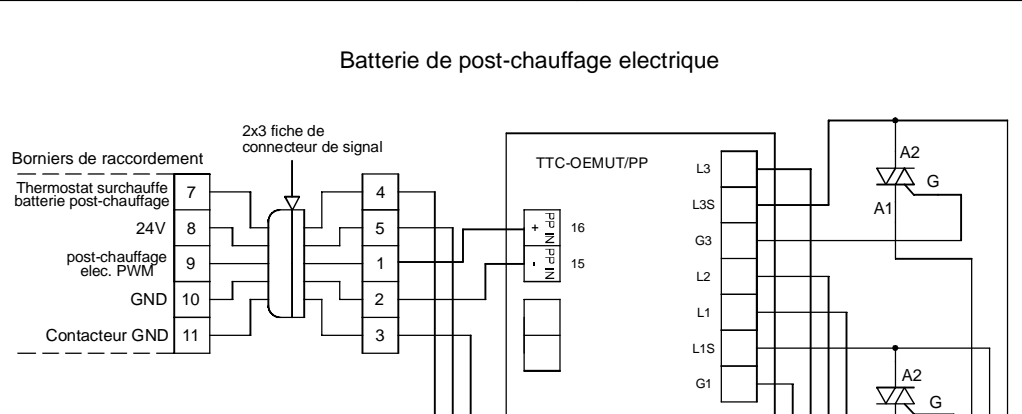 Batterie de post-chauffage electrique
2x3 fiche de
connecteur de signal
Borniers de raccordement
Thermostat surchauffe
batterie post-chauffage
7
24V
8
post-chauffage
elec. PWM
9
GND
10
Contacteur GND
11
4
5
1
2
3
TTC-OEMUT/PP
+
PP IN
16
-
PP IN
15
L3
L3S
G3
L2
L1
L1S
G1
A2
G
A1
A2
G